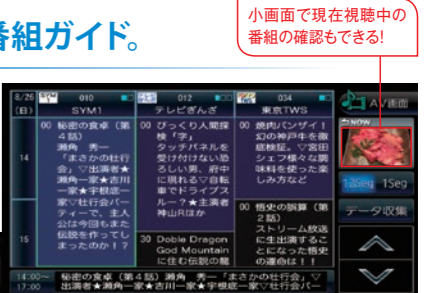 番組ガイド。
小画面で現在視聴中の
番組の確認もできる!
8/26
(日)
010
SYM1
012
テレビぎんぎ
034
東京TWS
AV画面
NOW
12Seg 1Seg
データ収集
14
15
00 秘密の食卓(第
4話)
瀬角 秀一
「まさかの壮行
会」▽出演者★
瀬角一家★吉川
一家★宇根底一
家▽壮行会パー
ティーで、主人
公は今回もまた
伝説を作ってし
まったのか!?
00 びっくり人間探
検「字」
タッチパネルを
受け付けない恐
ろしい男、府中
に現れる▽自転
車でドライブス
ルー?★主演者
神山Rほか
30 Doble Dragon
God Mountain
に住む伝説の龍
00 焼肉バンザイ!
幻の神戸牛を徹
底検証。▽宮田
シェフ様々な調
味料を使った楽
しみ方など
00 悟史の誤算(第
2話)
ストリーム放送
に生出演するこ
とになった悟史
の運命は!!
14:00~
17:00
秘密の食卓(第4話)瀬角 秀一「まさかの壮行会」▽
出演者★瀬角一家★吉川一家★宇根底一家▽壮行会パー